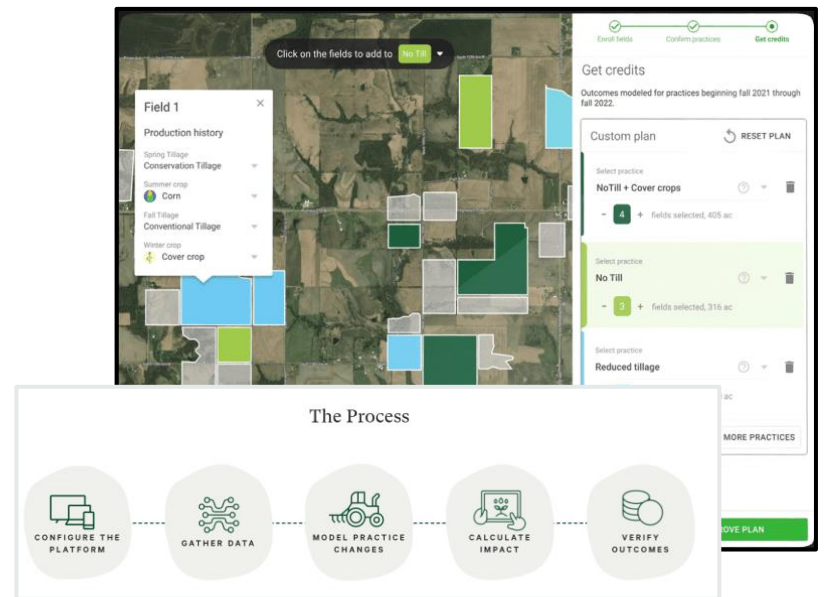 Click on the fields to add to No Till
Field 1
Production history
Spring Tillage
Conservation Tillage
Summer crop
Corn
Fall Tillage
Conventional Tillage
Winter crop
Cover crop
Enroll fields
Confirm practices
Get credits
Get credits
Outcomes modeled for practices beginning fall 2021 through
fall 2022.
Custom plan
RESET PLAN
Select practice
NoTill + Cover crops
- 4 + fields selected, 405 ac
Select practice
No Till
- 3 + fields selected, 316 ac
Select practice
Reduced tillage
ac
MORE PRACTICES
The Process
CONFIGURE THE
PLATFORM
GATHER DATA
MODEL PRACTICE
CHANGES
CALCULATE
IMPACT
VERIFY
OUTCOMES
PLAN